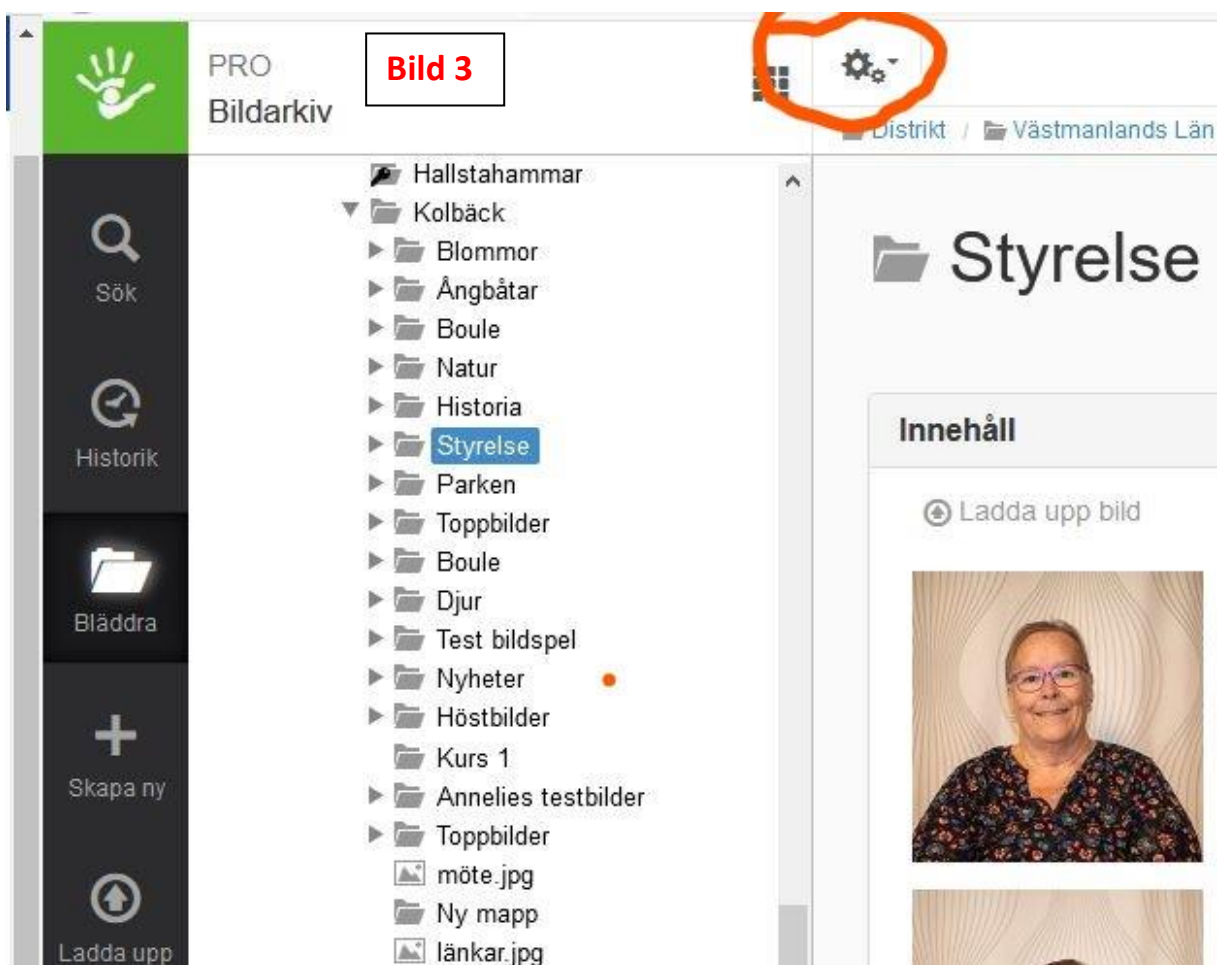 PRO
Bildarkiv
Bild 3
Distrikt / Västmanlands Län
Sök
Historik
Bläddra
Skapa ny
Ladda upp
Hallstahammar
Kolbäck
Blommor
Ångbåtar
Boule
Natur
Historia
Styrelse
Parken
Toppbilder
Boule
Djur
Test bildspel
Nyheter
Höstbilder
Kurs 1
Annelies testbilder
Toppbilder
möte.jpg
Ny mapp
länkar.jpg
Styrelse
Innehåll
Ladda upp bild